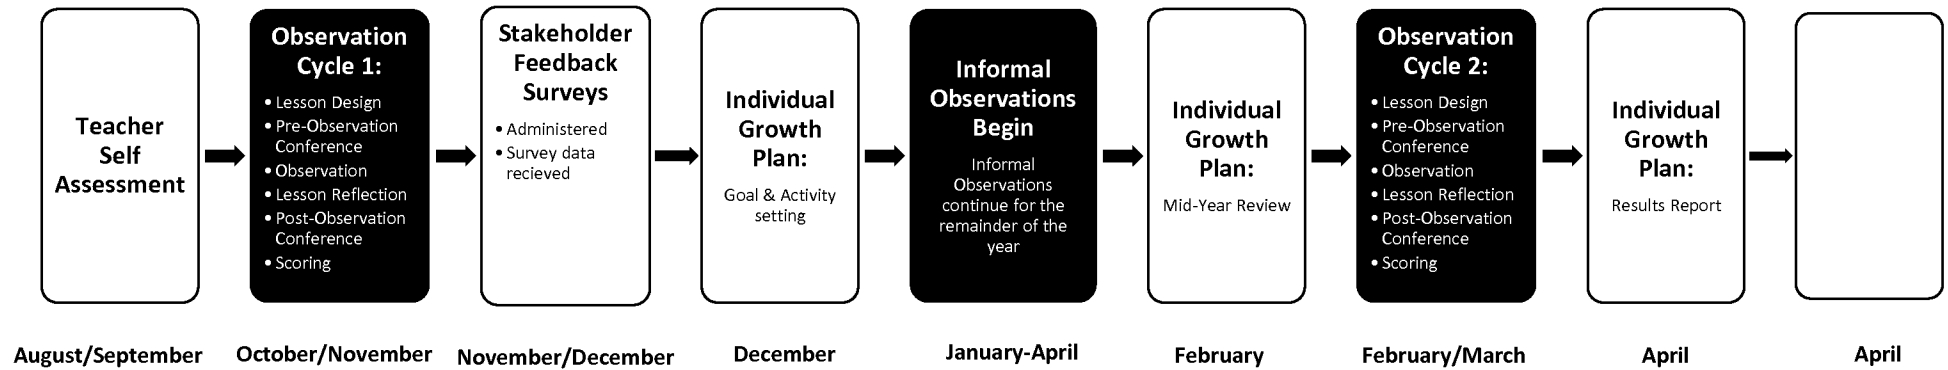 Teacher
Self
Assessment
August/September
Observation
Cycle 1:
• Lesson Design
• Pre-Observation
Conference
• Observation
• Lesson Reflection
• Post-Observation
Conference
• Scoring
October/November
Stakeholder
Feedback
Surveys
• Administered
• Survey data
recieved
November/December
Individual
Growth
Plan:
Goal & Activity
setting
December
Informal
Observations
Begin
Informal
Observations
continue for the
remainder of the
year
January-April
Individual
Growth
Plan:
Mid-Year Review
February
Observation
Cycle 2:
• Lesson Design
• Pre-Observation
Conference
• Observation
• Lesson Reflection
• Post-Observation
Conference
• Scoring
February/March
Individual
Growth
Plan:
Results Report
April
April